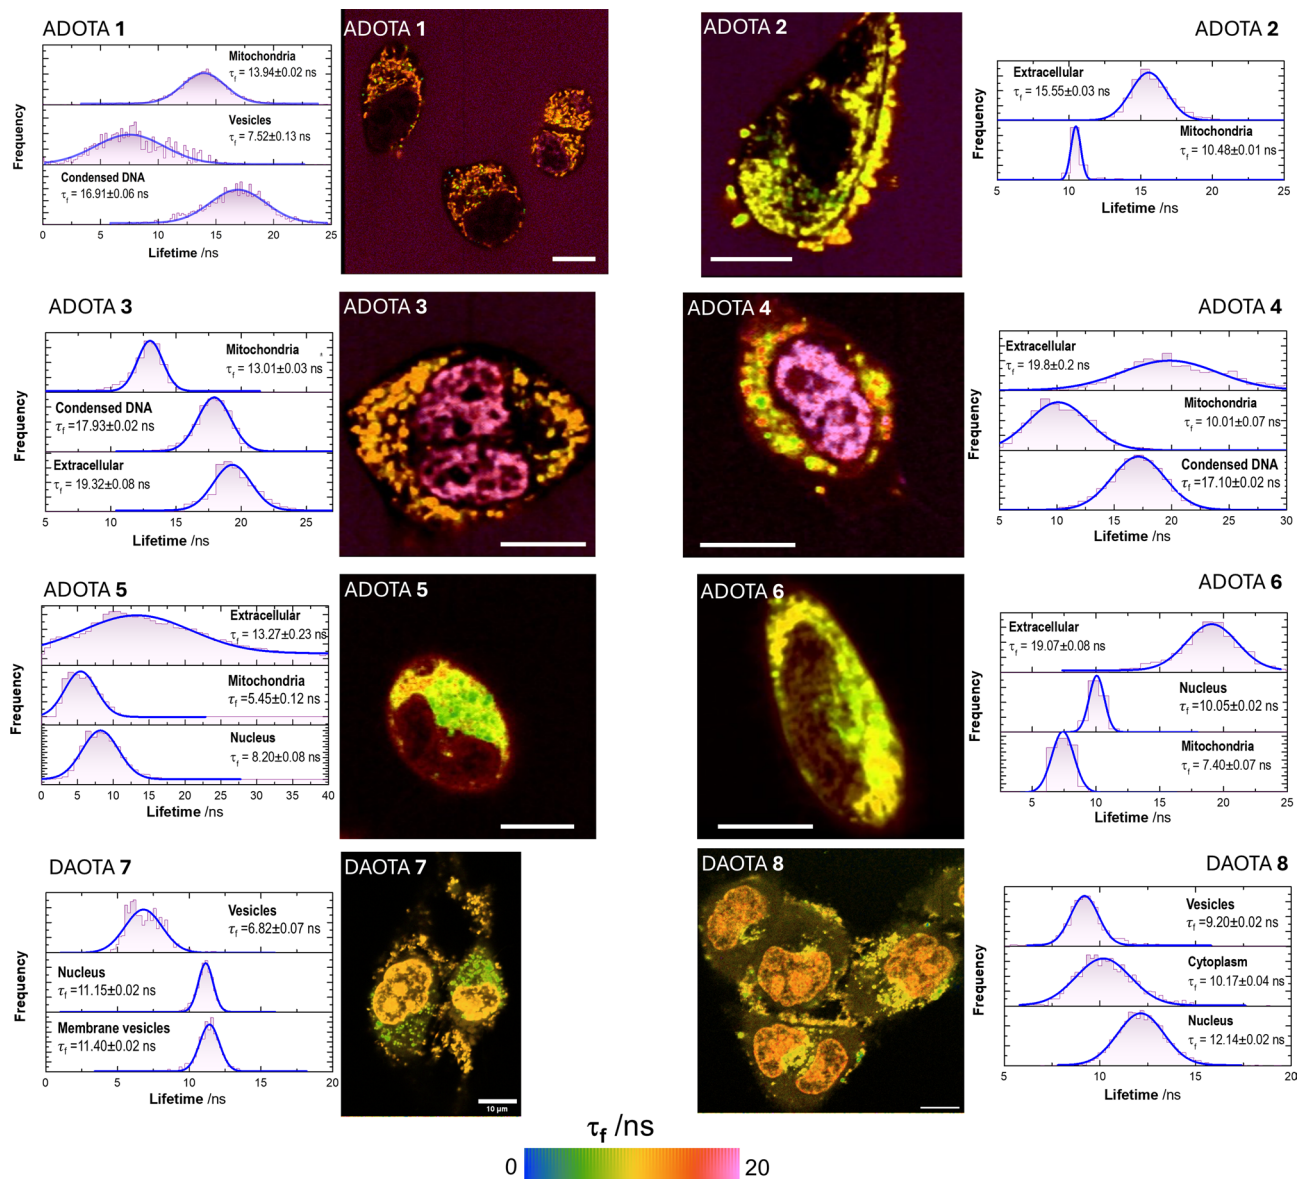 ADOTA 1
Mitochondria
τf = 13.94±0.02 ns
Vesicles
τf = 7.52±0.13 ns
Condensed DNA
τf = 16.91±0.06 ns
Frequency
0 5 10 15 20 25
Lifetime /ns
ADOTA 1
ADOTA 2
ADOTA 2
Extracellular
τf = 15.55±0.03 ns
Mitochondria
τf = 10.48±0.01 ns
Frequency
5 10 15 20 25
Lifetime /ns
ADOTA 3
Mitochondria
τf = 13.01±0.03 ns
Condensed DNA
τf =17.93±0.02 ns
Extracellular
τf = 19.32±0.08 ns
Frequency
5 10 15 20 25
Lifetime /ns
ADOTA 3
ADOTA 4
ADOTA 4
Extracellular
τf = 19.8±0.2 ns
Mitochondria
τf = 10.01±0.07 ns
Condensed DNA
τf =17.10±0.02 ns
Frequency
5 10 15 20 25 30
Lifetime /ns
ADOTA 5
Extracellular
τf = 13.27±0.23 ns
Mitochondria
τf =5.45±0.12 ns
Nucleus
τf = 8.20±0.08 ns
Frequency
0 5 10 15 20 25 30 35 40
Lifetime /ns
ADOTA 5
ADOTA 6
ADOTA 6
Extracellular
τf = 19.07±0.08 ns
Nucleus
τf =10.05±0.02 ns
Mitochondria
τf = 7.40±0.07 ns
Frequency
5 10 15 20 25
Lifetime /ns
DAOTA 7
Vesicles
τf =6.82±0.07 ns
Nucleus
τf =11.15±0.02 ns
Membrane vesicles
τf =11.40±0.02 ns
Frequency
0 5 10 15 20
Lifetime /ns
DAOTA 7
10 µm
DAOTA 8
DAOTA 8
Vesicles
τf =9.20±0.02 ns
Cytoplasm
τf = 10.17±0.04 ns
Nucleus
τf = 12.14±0.02 ns
Frequency
5 10 15 20
Lifetime /ns
τf /ns
0 20